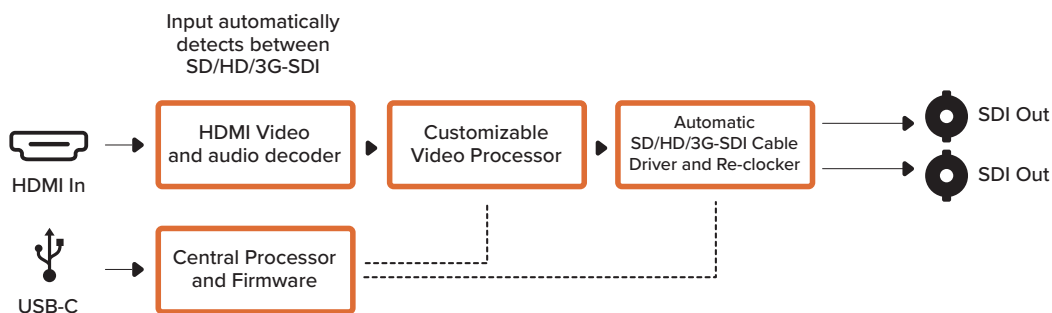 Input automatically
detects between
SD/HD/3G-SDI
HDMI In
HDMI Video
and audio decoder
Customizable
Video Processor
Automatic
SD/HD/3G-SDI Cable
Driver and Re-clocker
SDI Out
SDI Out
USB-C
Central Processor
and Firmware